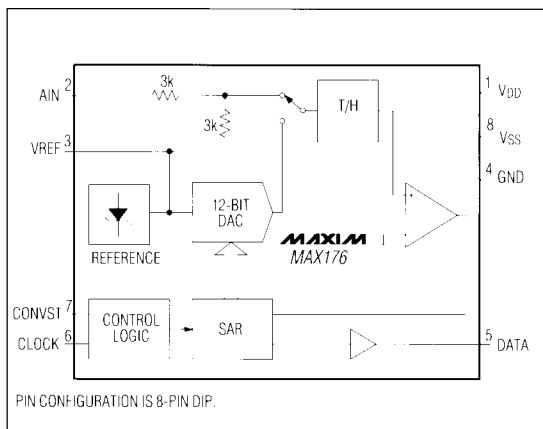 AIN 2
3k
3k
T/H
1 VDD
8 VSS
4 GND
VREF 3
REFERENCE
12-BIT
DAC
+
MAXIM
MAX176
CONVST 7
CLOCK 6
CONTROL
LOGIC
SAR
5 DATA
PIN CONFIGURATION IS 8-PIN DIP.